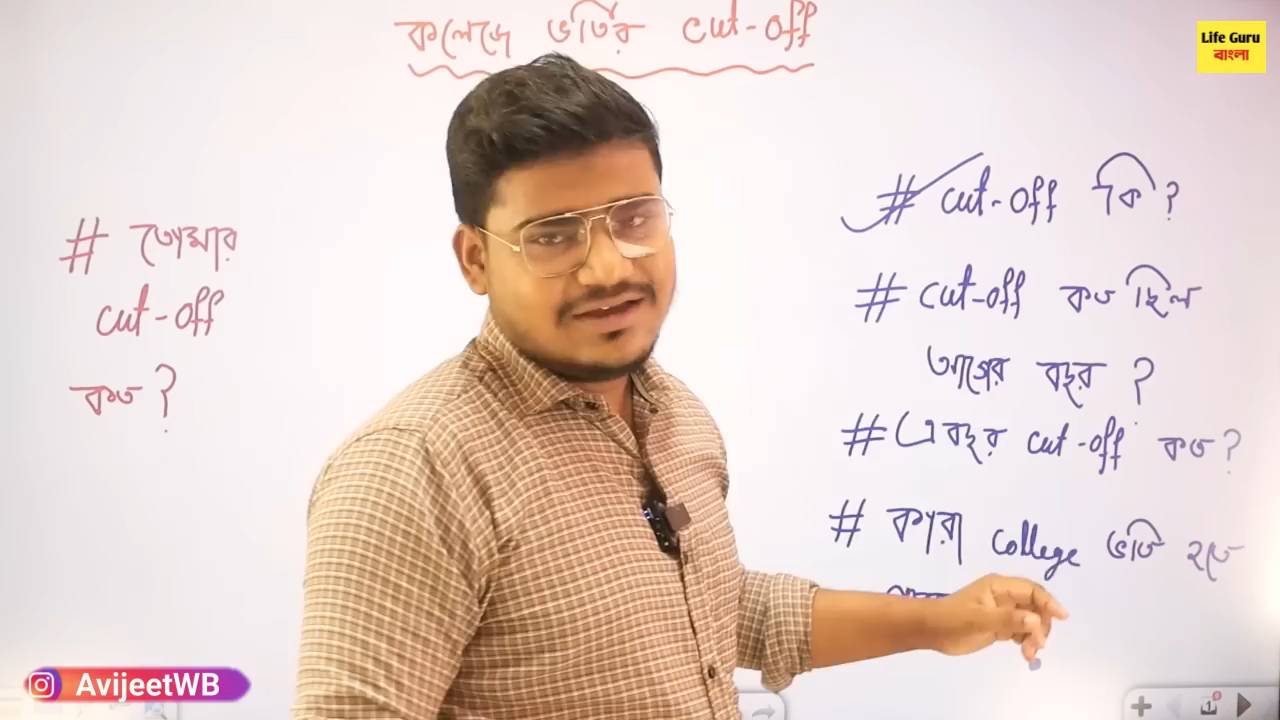 কলেজে ভর্তির cut-off
Life Guru
বাংলা
# তোমার
cut-off
কত ?
# cut-off কি ?
# cut-off কত ছিল
আগের বছর ?
# এ বছর cut-off কত ?
# কারা college ভর্তি হতে
AvijeetWB